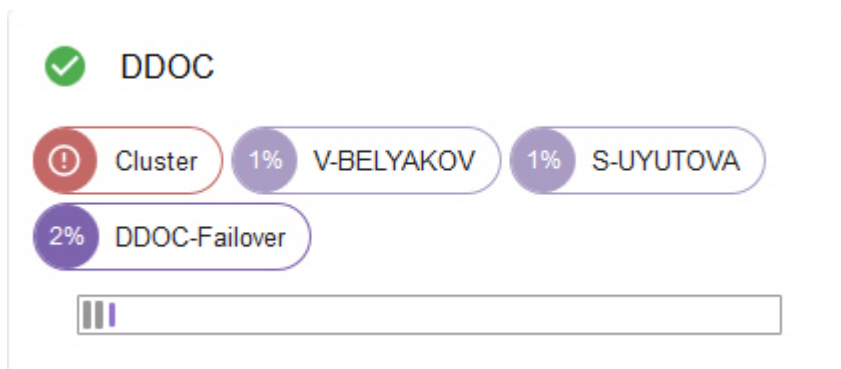 DDOC
Cluster 1% V-BELYAKOV 1% S-UYUTOVA
2% DDOC-Failover